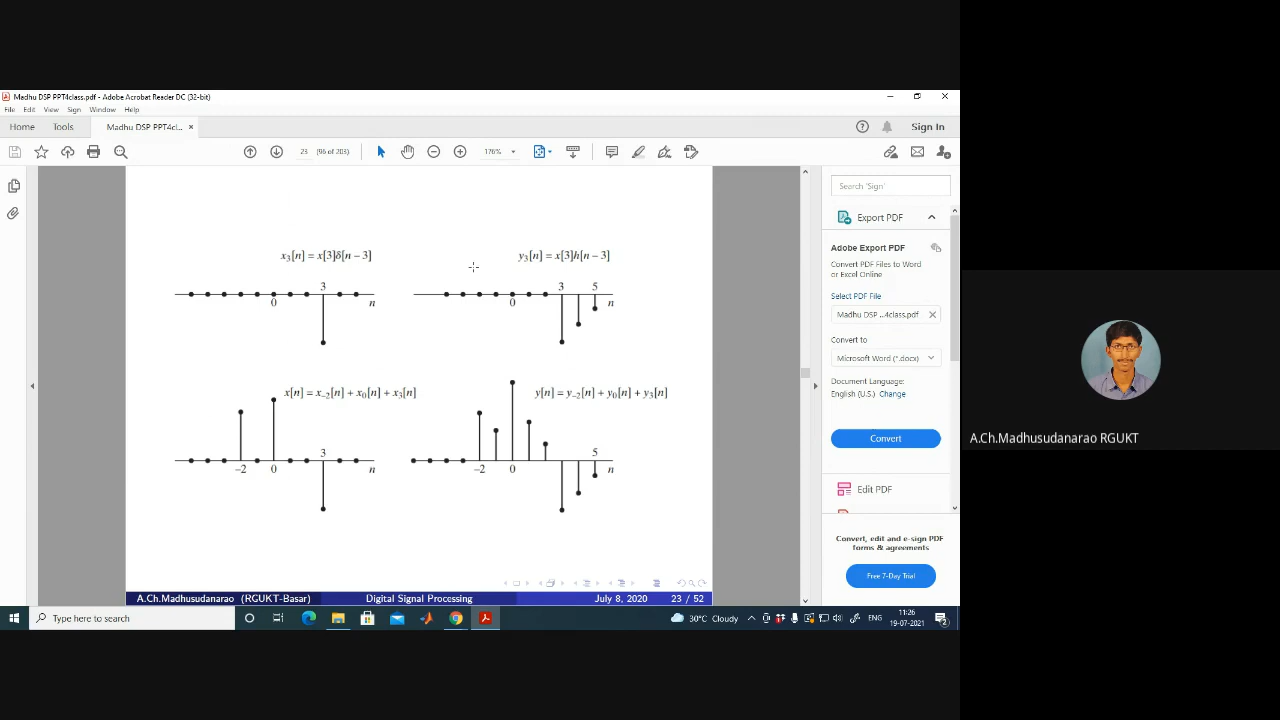 Madhu DSP PPT4class.pdf - Adobe Acrobat Reader DC (32-bit)
File Edit View Sign Window Help
Home Tools Madhu DSP PPT4cl... × Sign In
23 (96 of 203) 176%
x₃[n] = x[3]δ[n – 3]
y₃[n] = x[3]h[n – 3]
3
0 n
3 5
0 n
x[n] = x₋₂[n] + x₀[n] + x₃[n]
y[n] = y₋₂[n] + y₀[n] + y₃[n]
3
–2 0 n
5
–2 0 n
A.Ch.Madhusudanarao (RGUKT-Basar) Digital Signal Processing July 8, 2020 23 / 52
Search 'Sign'
Export PDF
Adobe Export PDF
Convert PDF Files to Word
or Excel Online
Select PDF File
Madhu DSP ...4class.pdf
Convert to
Microsoft Word (*.docx)
Document Language:
English (U.S.) Change
Convert
Edit PDF
Convert, edit and e-sign PDF
forms & agreements
Free 7-Day Trial
Type here to search
30°C Cloudy
ENG
11:26
19-07-2021
2
A.Ch.Madhusudanarao RGUKT